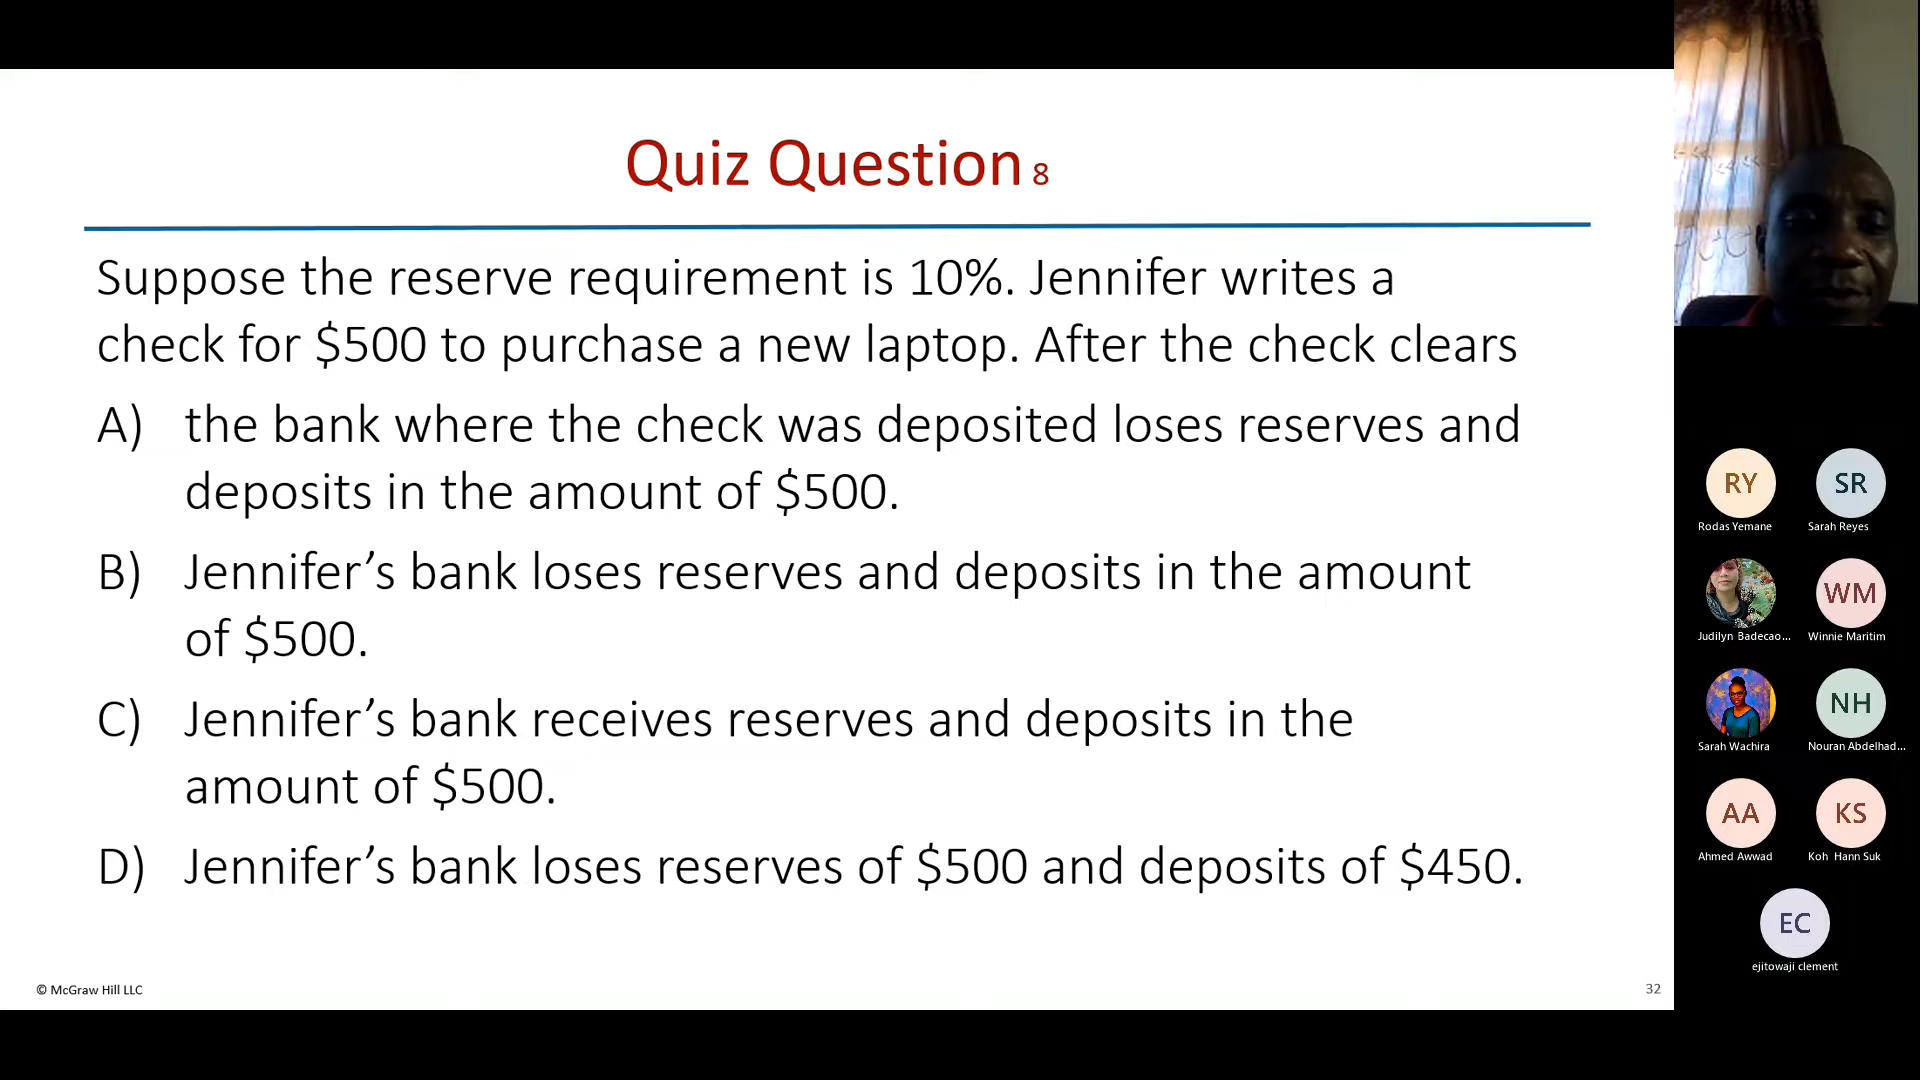 Quiz Question 8
Suppose the reserve requirement is 10%. Jennifer writes a
check for $500 to purchase a new laptop. After the check clears
A) the bank where the check was deposited loses reserves and
deposits in the amount of $500.
B) Jennifer’s bank loses reserves and deposits in the amount
of $500.
C) Jennifer’s bank receives reserves and deposits in the
amount of $500.
D) Jennifer’s bank loses reserves of $500 and deposits of $450.
© McGraw Hill LLC
32
RY
SR
Rodas Yemane
Sarah Reyes
WM
Judilyn Badecao...
Winnie Maritim
NH
Sarah Wachira
Nouran Abdelhad...
AA
KS
Ahmed Awwad
Koh Hann Suk
EC
ejitowaji clement